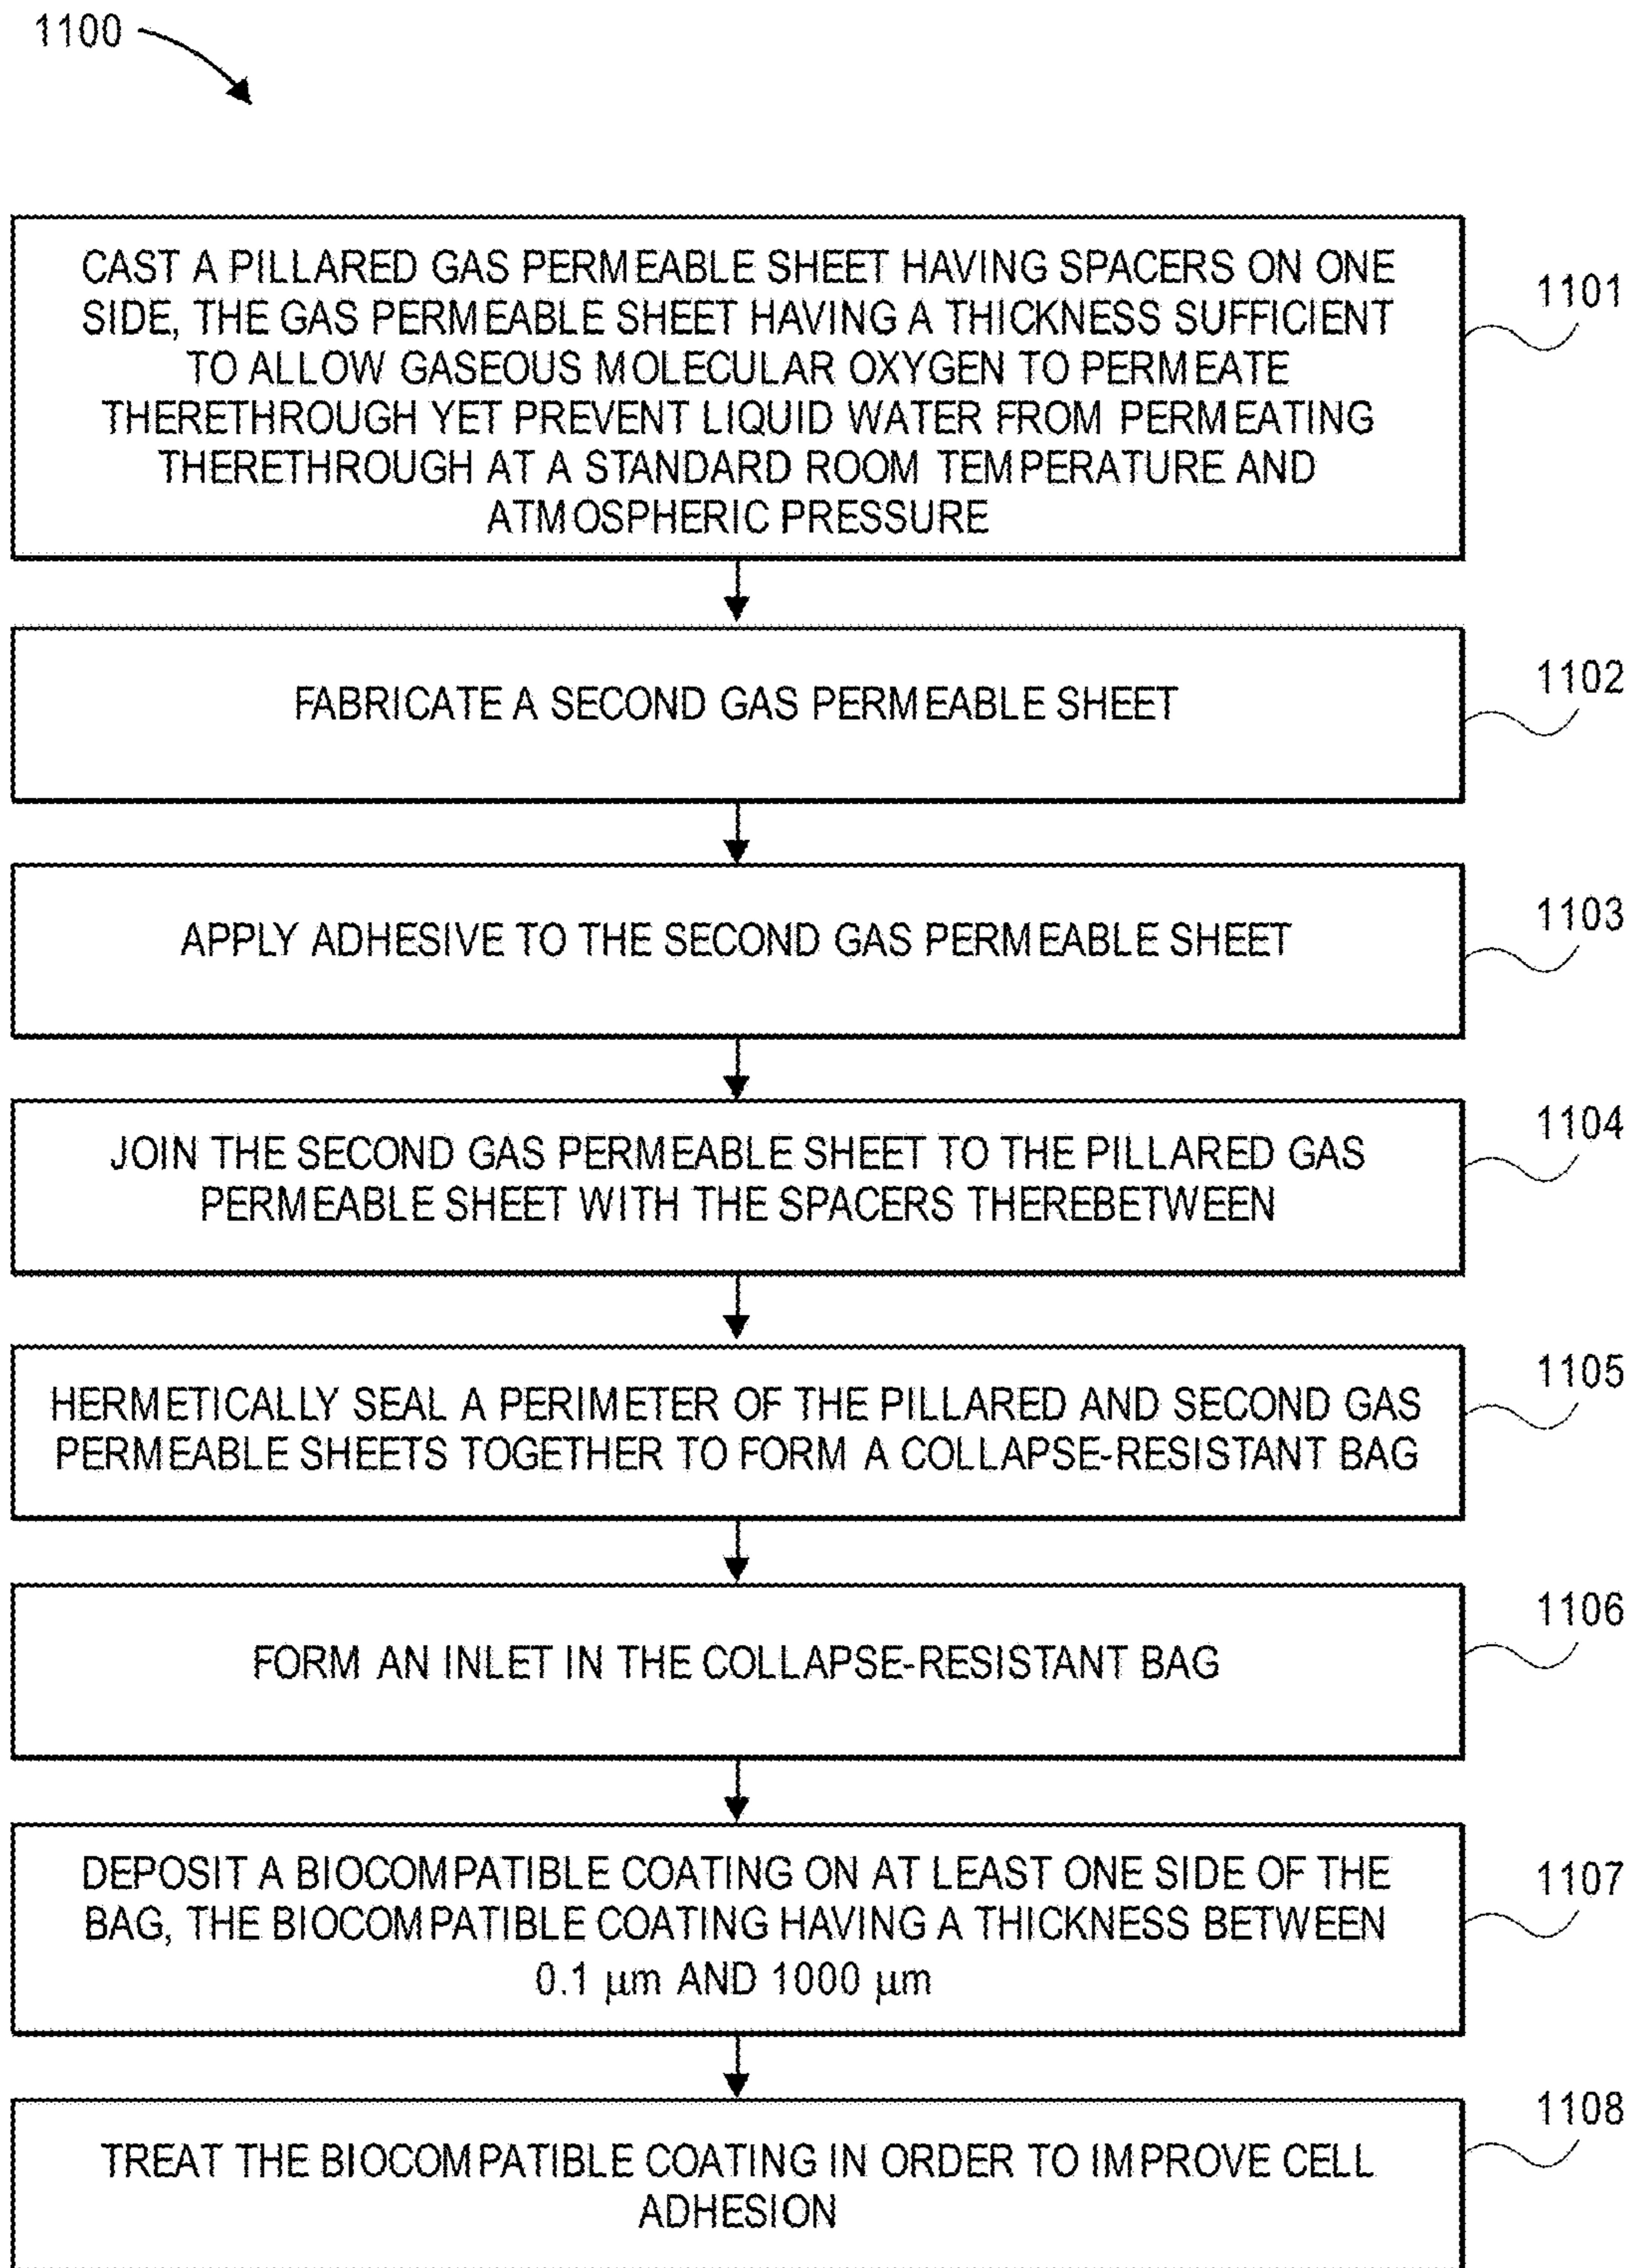 1100
CAST A PILLARED GAS PERMEABLE SHEET HAVING SPACERS ON ONE
SIDE, THE GAS PERMEABLE SHEET HAVING A THICKNESS SUFFICIENT
TO ALLOW GASEOUS MOLECULAR OXYGEN TO PERMEATE
THERETHROUGH YET PREVENT LIQUID WATER FROM PERMEATING
THERETHROUGH AT A STANDARD ROOM TEMPERATURE AND
ATMOSPHERIC PRESSURE
1101
FABRICATE A SECOND GAS PERMEABLE SHEET
1102
APPLY ADHESIVE TO THE SECOND GAS PERMEABLE SHEET
1103
JOIN THE SECOND GAS PERMEABLE SHEET TO THE PILLARED GAS
PERMEABLE SHEET WITH THE SPACERS THEREBETWEEN
1104
HERMETICALLY SEAL A PERIMETER OF THE PILLARED AND SECOND GAS
PERMEABLE SHEETS TOGETHER TO FORM A COLLAPSE-RESISTANT BAG
1105
FORM AN INLET IN THE COLLAPSE-RESISTANT BAG
1106
DEPOSIT A BIOCOMPATIBLE COATING ON AT LEAST ONE SIDE OF THE
BAG, THE BIOCOMPATIBLE COATING HAVING A THICKNESS BETWEEN
0.1 µm AND 1000 µm
1107
TREAT THE BIOCOMPATIBLE COATING IN ORDER TO IMPROVE CELL
ADHESION
1108